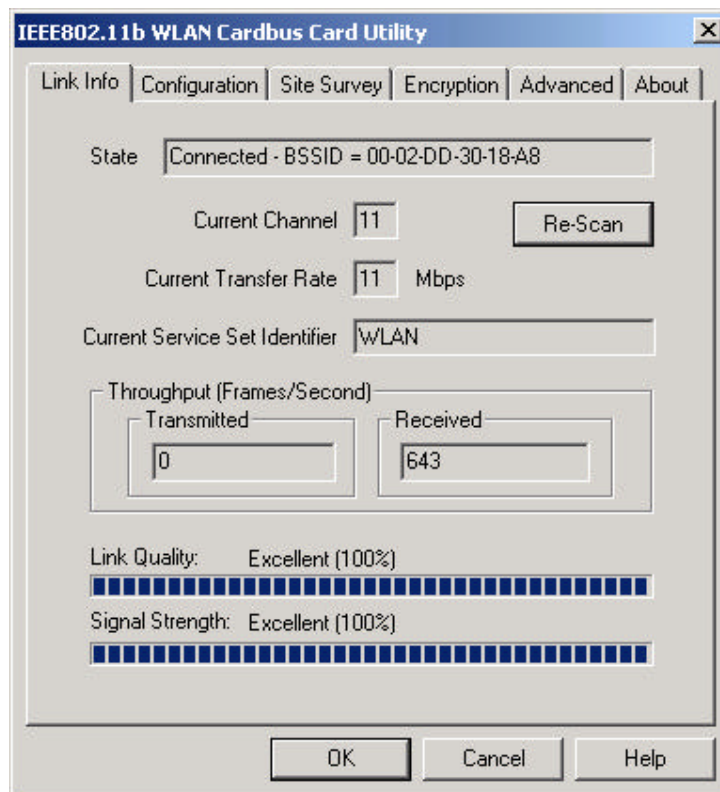 IEEE802.11b WLAN Cardbus Card Utility
Link Info Configuration Site Survey Encryption Advanced About
State Connected - BSSID = 00-02-DD-30-18-A8
Current Channel 11 Re-Scan
Current Transfer Rate 11 Mbps
Current Service Set Identifier WLAN
Throughput (Frames/Second)
Transmitted Received
0 643
Link Quality: Excellent (100%)
Signal Strength: Excellent (100%)
OK Cancel Help